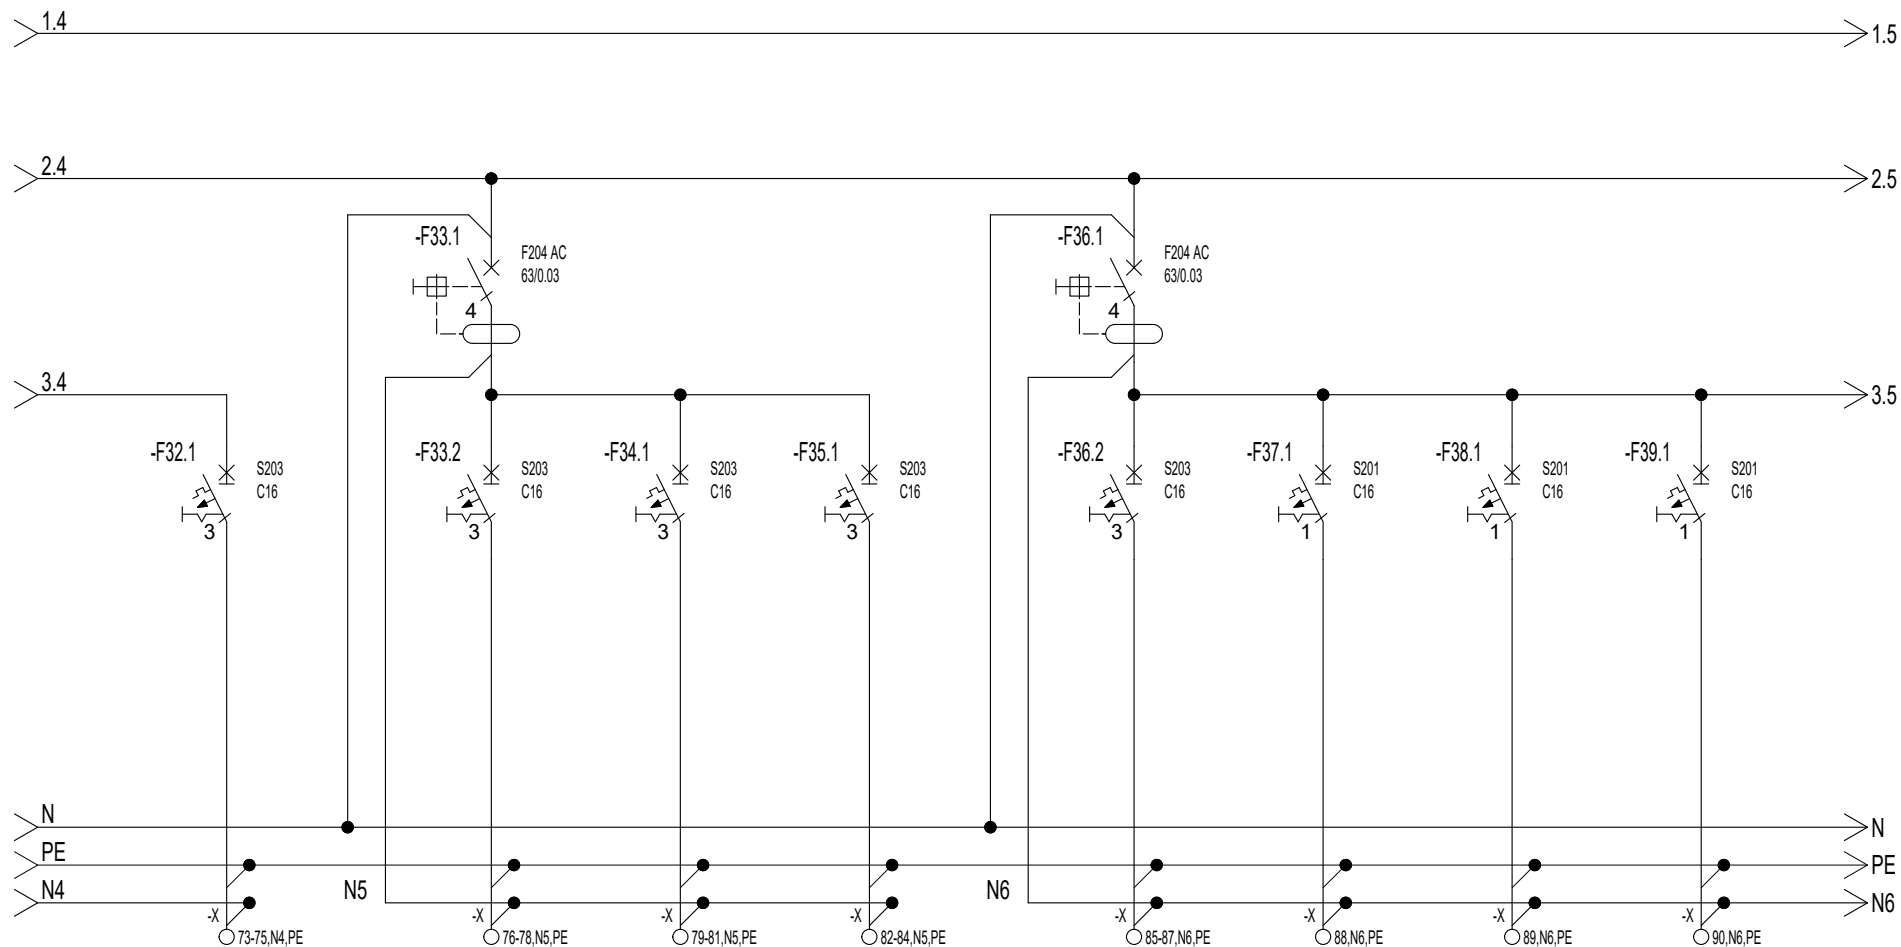 1.4
1.5
2.4
2.5
-F33.1
F204 AC
63/0.03
4
-F36.1
F204 AC
63/0.03
4
3.4
3.5
-F32.1
S203
C16
3
-F33.2
S203
C16
3
-F34.1
S203
C16
3
-F35.1
S203
C16
3
-F36.2
S203
C16
3
-F37.1
S201
C16
1
-F38.1
S201
C16
1
-F39.1
S201
C16
1
N
N
PE
PE
N4
N5
N6
N6
-X
73-75,N4,PE
-X
76-78,N5,PE
-X
79-81,N5,PE
-X
82-84,N5,PE
-X
85-87,N6,PE
-X
88,N6,PE
-X
89,N6,PE
-X
90,N6,PE